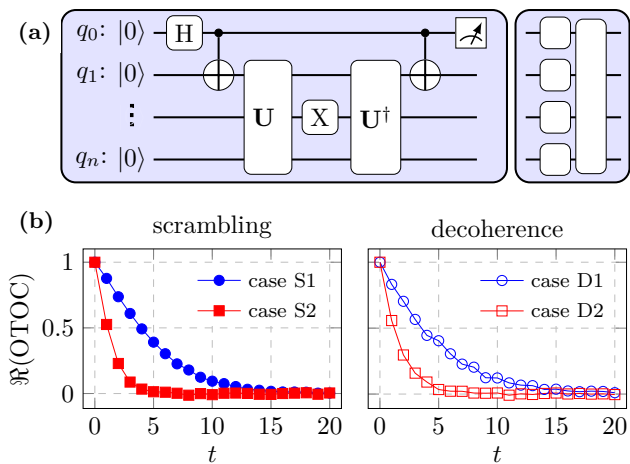 (a)
q₀: |0⟩ H
q₁: |0⟩
⋮ U X U†
qₙ: |0⟩
(b)
scrambling decoherence
ℜ(OTOC)
1
0.5
0
case S1
case S2
case D1
case D2
0 5 10 15 20
0 5 10 15 20
t t